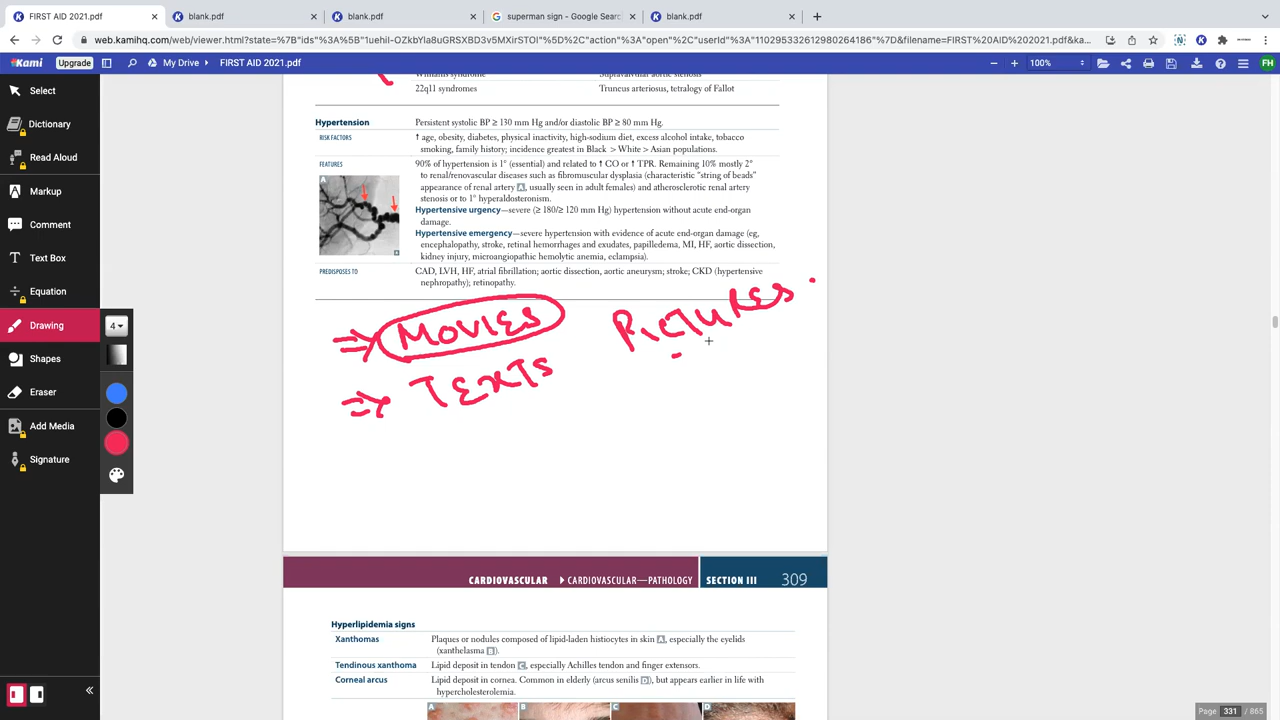 FIRST AID 2021.pdf
blank.pdf
blank.pdf
superman sign - Google Search
blank.pdf
web.kamihq.com/web/viewer.html?state=%7B"ids"%3A%5B"1uehiI-OZkbYla8uGRSXBD3v5MXirSTOI"%5D%2C"action"%3A"open"%2C"userId"%3A"110295332612980264186"%7D&filename=FIRST%20AID%202021.pdf&ka...
Kami
Upgrade
My Drive
FIRST AID 2021.pdf
100%
FH
Select
Dictionary
Read Aloud
Markup
Comment
Text Box
Equation
Drawing
4
Shapes
Eraser
Add Media
Signature
Williams syndrome Supravalvular aortic stenosis
22q11 syndromes Truncus arteriosus, tetralogy of Fallot
Hypertension Persistent systolic BP ≥ 130 mm Hg and/or diastolic BP ≥ 80 mm Hg.
RISK FACTORS ↑ age, obesity, diabetes, physical inactivity, high-sodium diet, excess alcohol intake, tobacco
smoking, family history; incidence greatest in Black > White > Asian populations.
FEATURES 90% of hypertension is 1° (essential) and related to ↑ CO or ↑ TPR. Remaining 10% mostly 2°
to renal/renovascular diseases such as fibromuscular dysplasia (characteristic “string of beads”
appearance of renal artery A, usually seen in adult females) and atherosclerotic renal artery
stenosis or to 1° hyperaldosteronism.
Hypertensive urgency—severe (≥ 180/≥ 120 mm Hg) hypertension without acute end-organ
damage.
Hypertensive emergency—severe hypertension with evidence of acute end-organ damage (eg,
encephalopathy, stroke, retinal hemorrhages and exudates, papilledema, MI, HF, aortic dissection,
kidney injury, microangiopathic hemolytic anemia, eclampsia).
A
A
PREDISPOSES TO CAD, LVH, HF, atrial fibrillation; aortic dissection, aortic aneurysm; stroke; CKD (hypertensive
nephropathy); retinopathy.
MOVIES PICTURES
TEXTS
CARDIOVASCULAR ▶ CARDIOVASCULAR—PATHOLOGY SECTION III 309
Hyperlipidemia signs
Xanthomas Plaques or nodules composed of lipid-laden histiocytes in skin A, especially the eyelids
(xanthelasma B).
Tendinous xanthoma Lipid deposit in tendon C, especially Achilles tendon and finger extensors.
Corneal arcus Lipid deposit in cornea. Common in elderly (arcus senilis D), but appears earlier in life with
hypercholesterolemia.
A B C D
Page 331 / 865